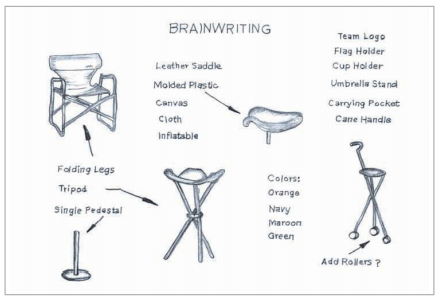 BRAINWRITING
Leather Saddle
Molded Plastic
Canvas
Cloth
Inflatable
Team Logo
Flag Holder
Cup Holder
Umbrella Stand
Carrying Pocket
Cane Handle
Folding Legs
Tripod
Single Pedestal
Colors:
Orange
Navy
Maroon
Green
Add Rollers?